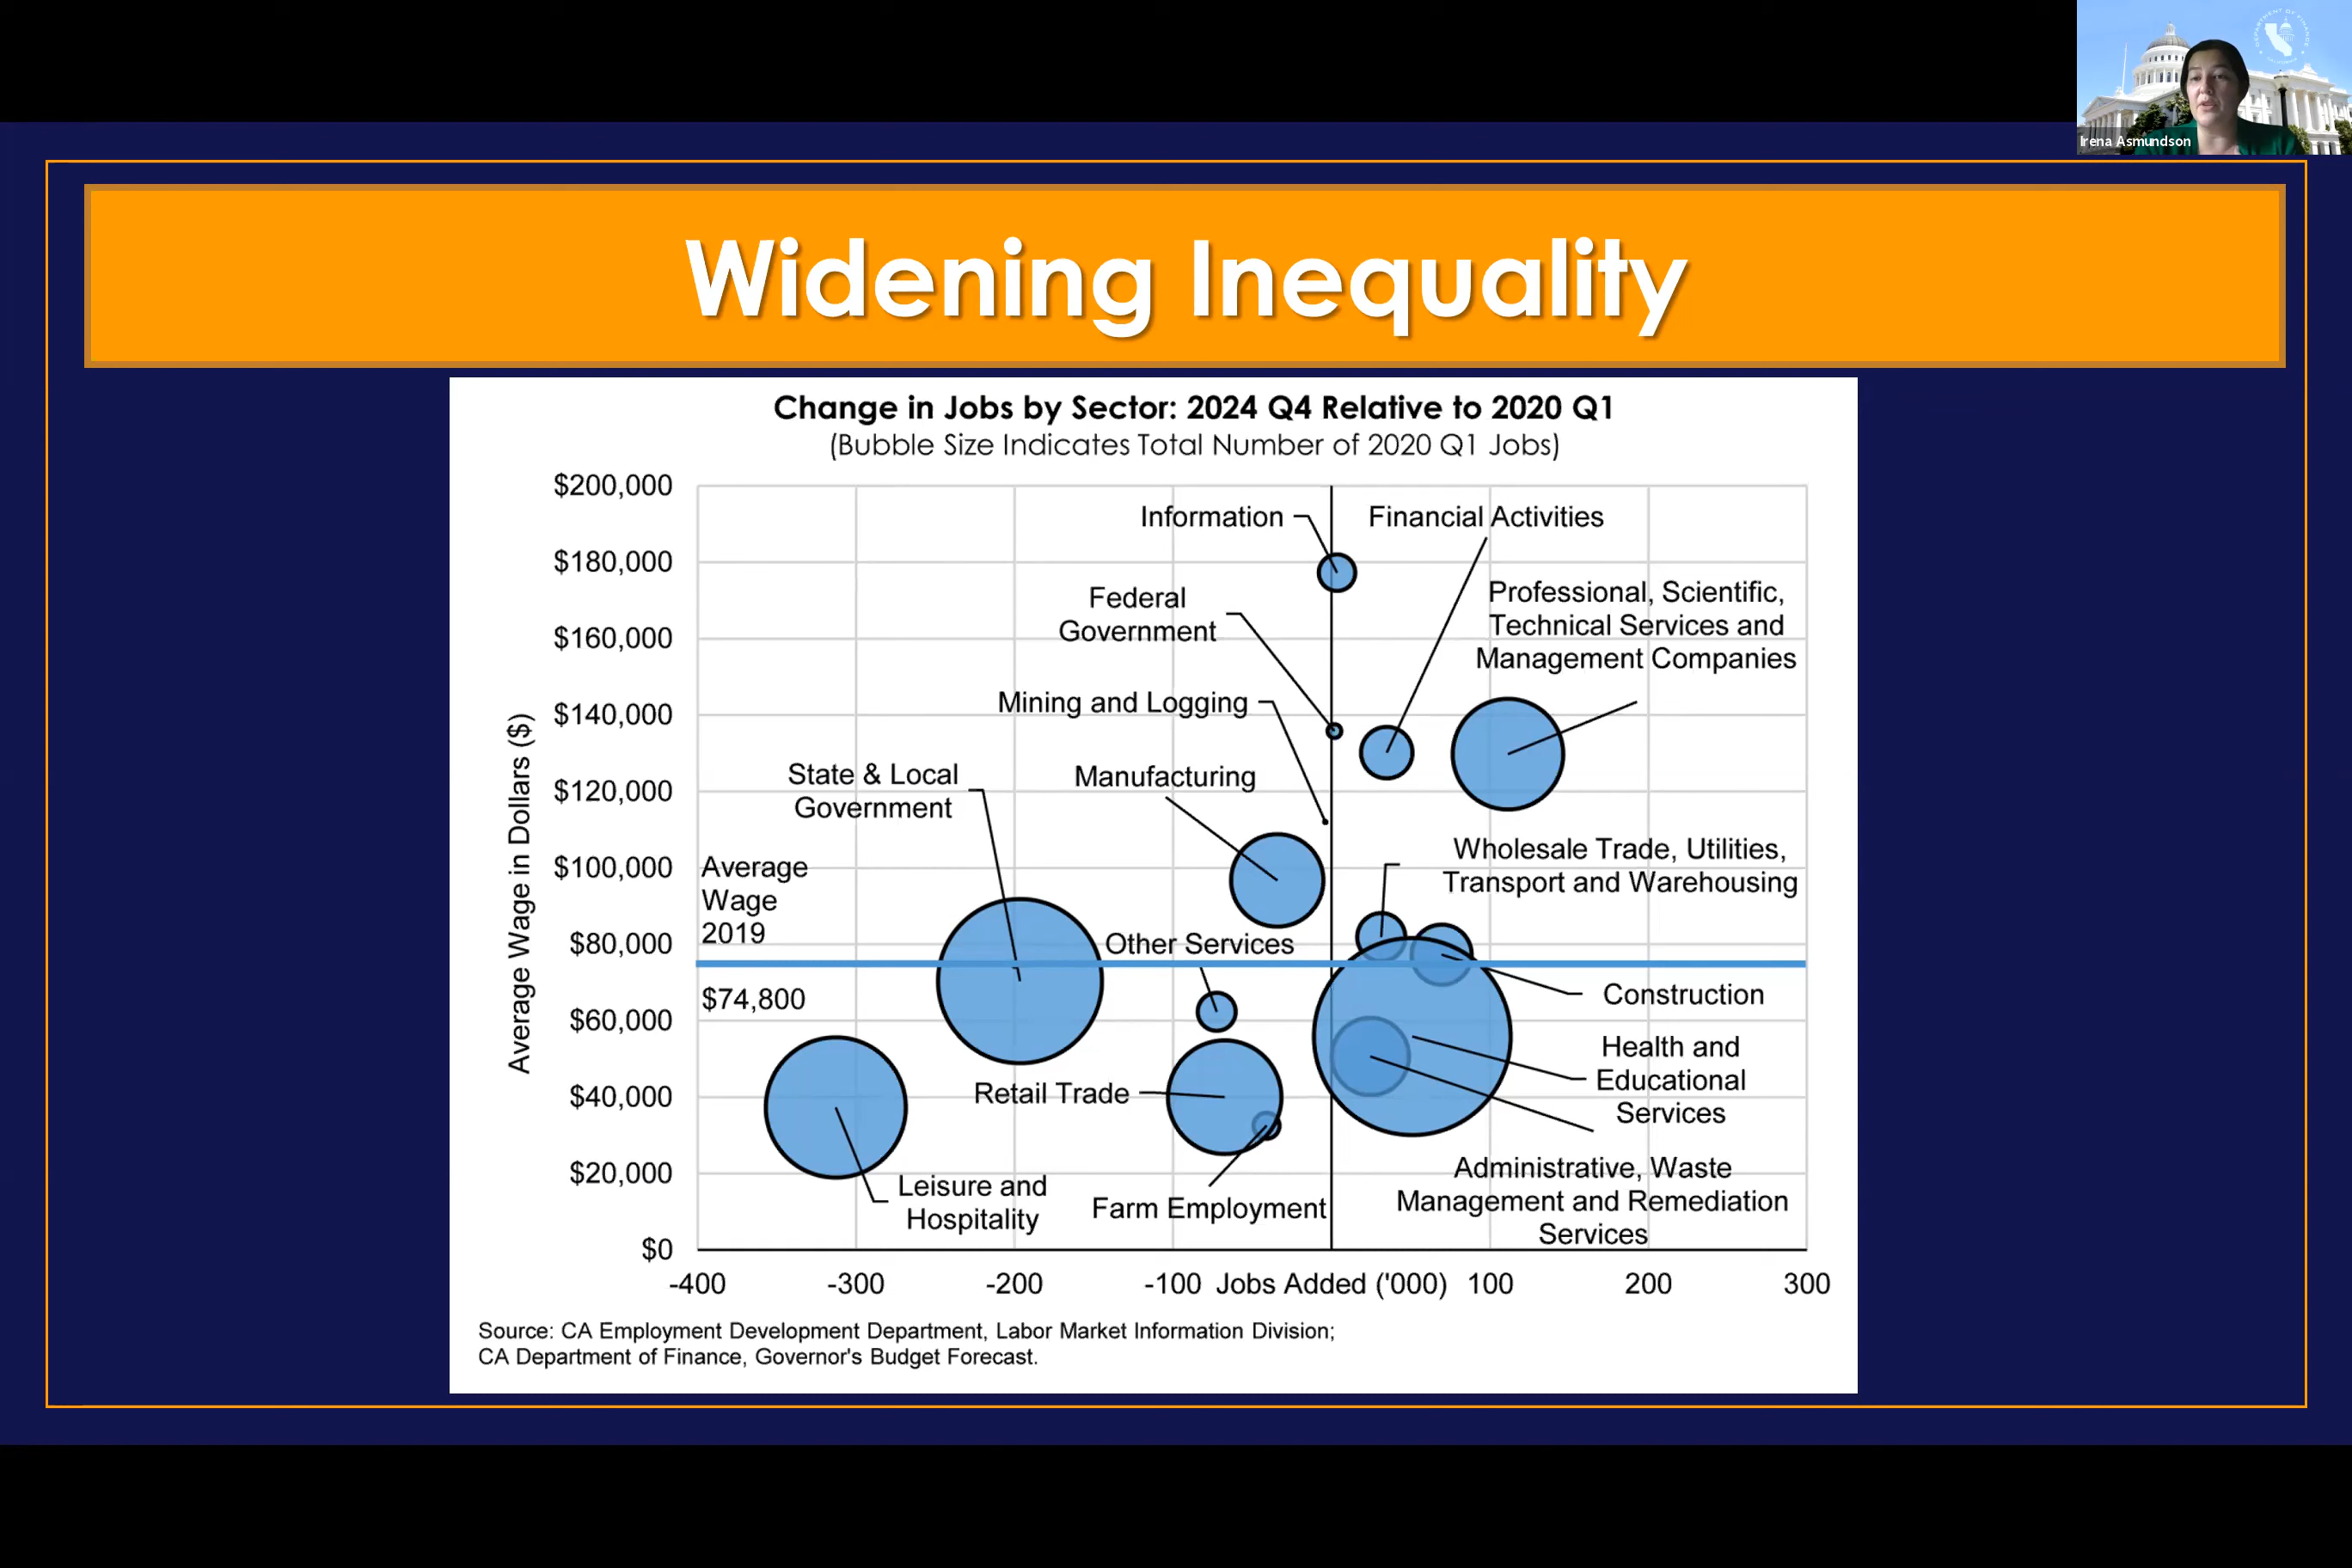 DEPARTMENT OF FINANCE
CALIFORNIA
Irena Asmundson
Widening Inequality
Change in Jobs by Sector: 2024 Q4 Relative to 2020 Q1
(Bubble Size Indicates Total Number of 2020 Q1 Jobs)
Average Wage in Dollars ($)
$200,000
$180,000
$160,000
$140,000
$120,000
$100,000
$80,000
$60,000
$40,000
$20,000
$0
Information
Financial Activities
Federal
Government
Professional, Scientific,
Technical Services and
Management Companies
Mining and Logging
State & Local
Government
Manufacturing
Average
Wage
2019
$74,800
Wholesale Trade, Utilities,
Transport and Warehousing
Other Services
Construction
Health and
Educational
Services
Retail Trade
Administrative, Waste
Management and Remediation
Services
Leisure and
Hospitality
Farm Employment
-400
-300
-200
-100
Jobs Added ('000)
100
200
300
Source: CA Employment Development Department, Labor Market Information Division;
CA Department of Finance, Governor's Budget Forecast.